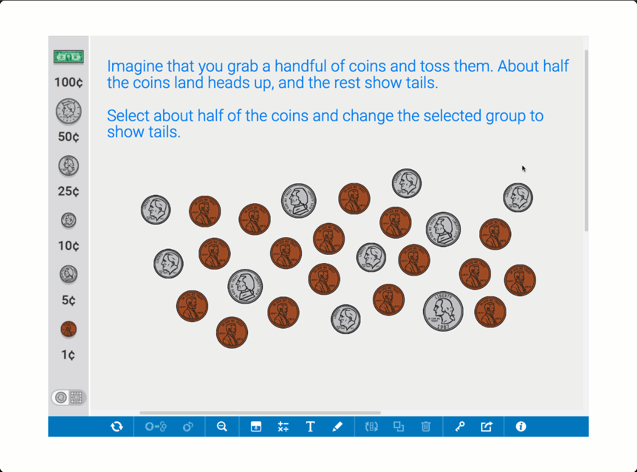 Imagine that you grab a handful of coins and toss them. About half
the coins land heads up, and the rest show tails.
Select about half of the coins and change the selected group to
show tails.
100¢
50¢
25¢
10¢
5¢
1¢